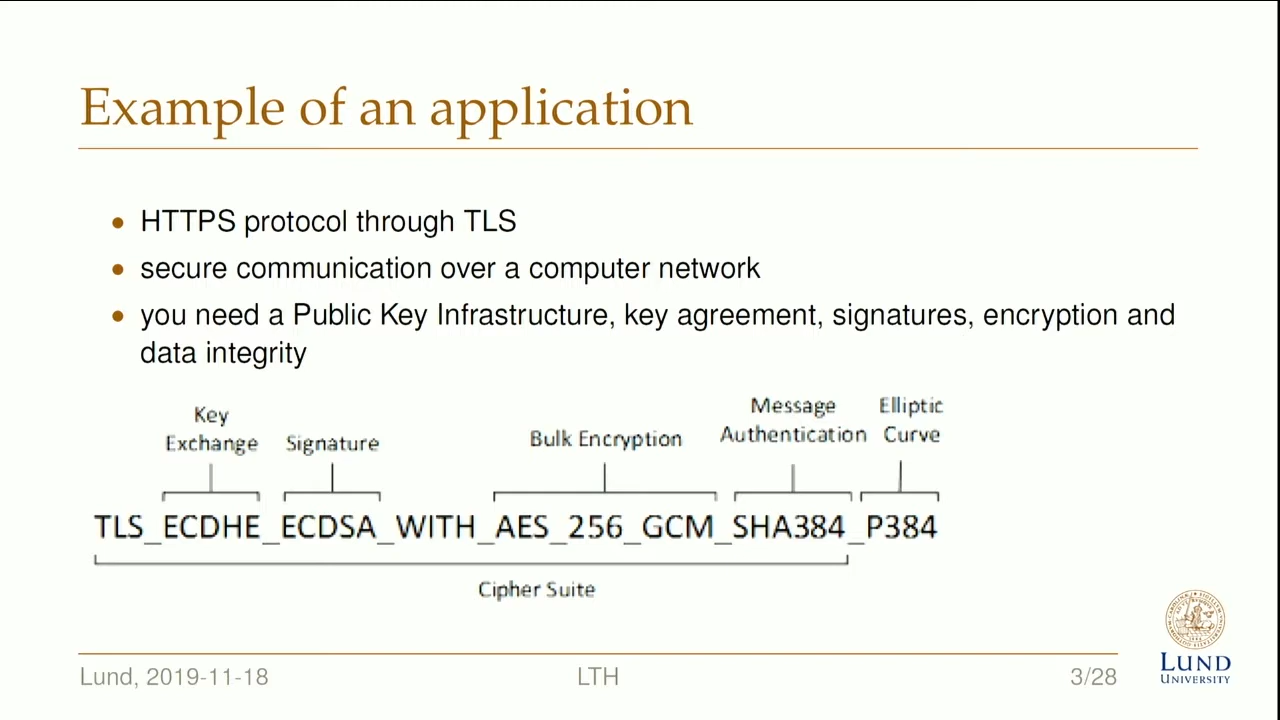 Example of an application
• HTTPS protocol through TLS
• secure communication over a computer network
• you need a Public Key Infrastructure, key agreement, signatures, encryption and
data integrity
Key
Exchange
Signature
Bulk Encryption
Message
Authentication
Elliptic
Curve
TLS_ECDHE_ECDSA_WITH_AES_256_GCM_SHA384_P384
Cipher Suite
Lund, 2019-11-18
LTH
3/28
LUND
UNIVERSITY